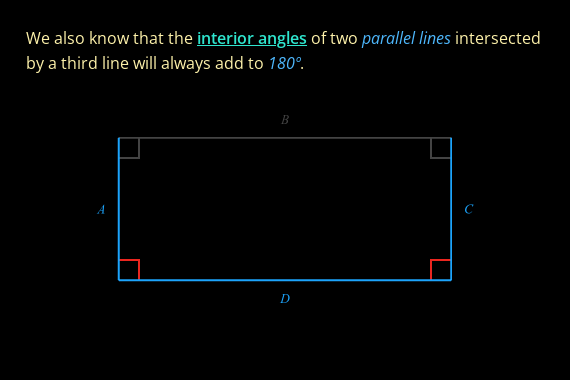 We also know that the interior angles of two parallel lines intersected
by a third line will always add to 180°.
B
A
C
D